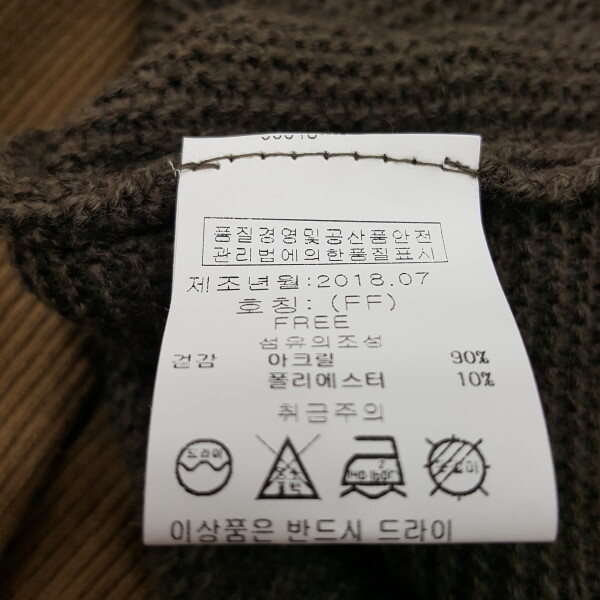 품질경영및공산품안전
관리법에의한품질표시
제조년월:2018.07
호칭: (FF)
FREE
섬유의조성
겉감 아크릴 90%
폴리에스터 10%
취급주의
드라이
이상품은 반드시 드라이